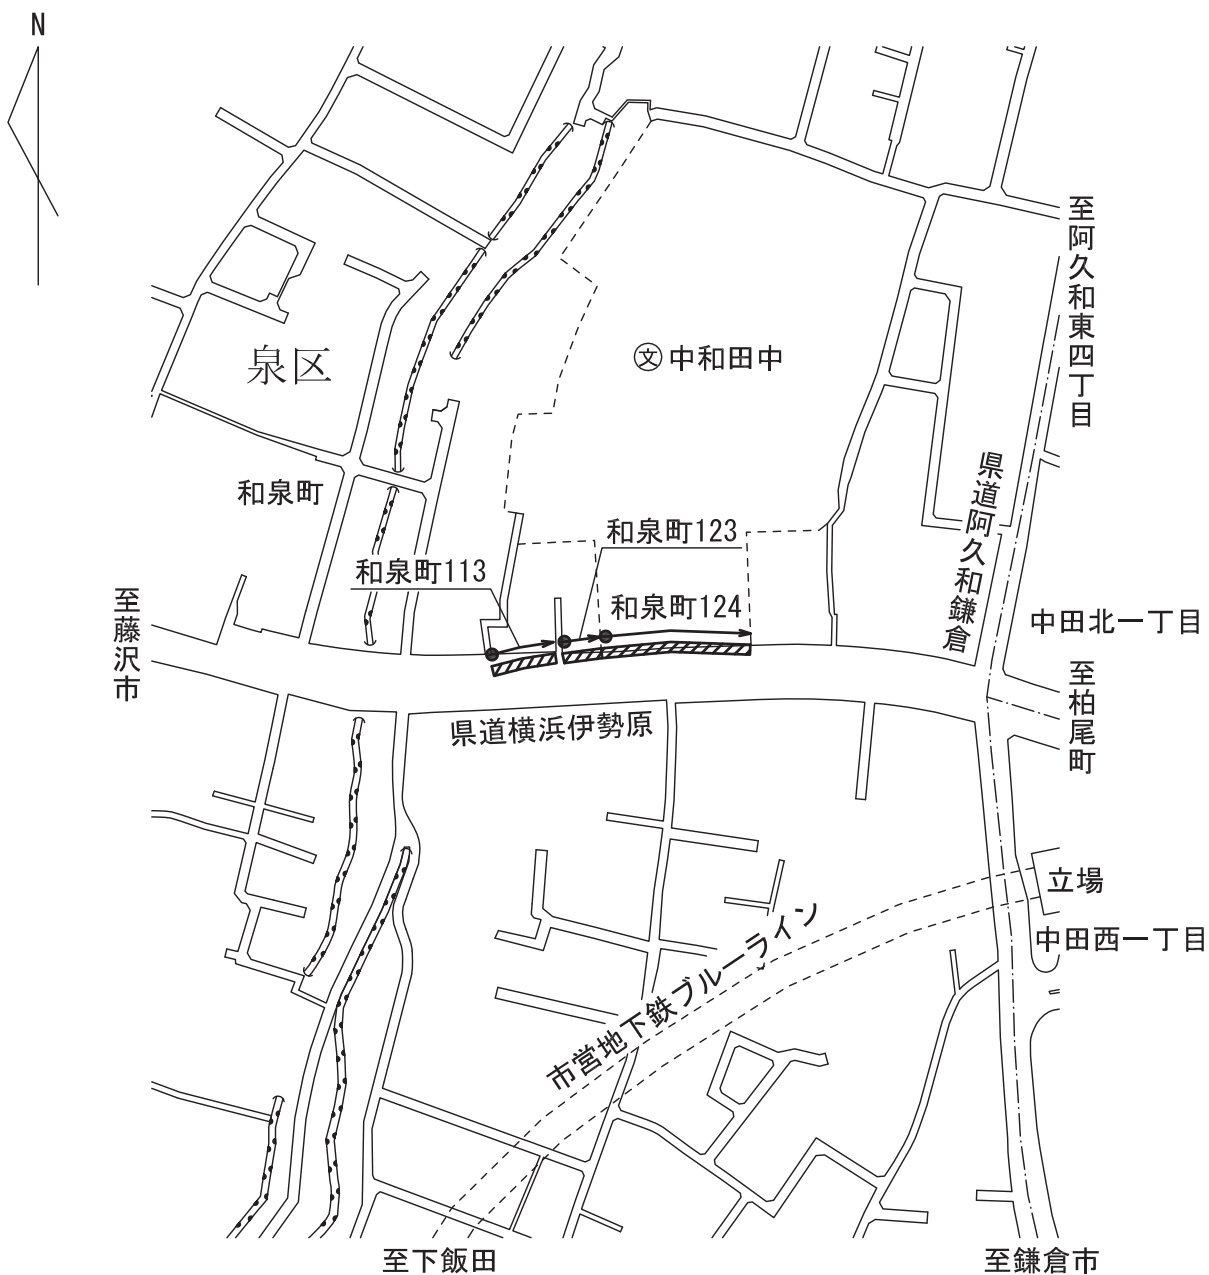 N
至阿久和東四丁目
泉区
文中和田中
和泉町
県道阿久和鎌倉
和泉町123
和泉町113
和泉町124
至藤沢市
中田北一丁目
至柏尾町
県道横浜伊勢原
立場
市営地下鉄ブルーライン
中田西一丁目
至下飯田
至鎌倉市